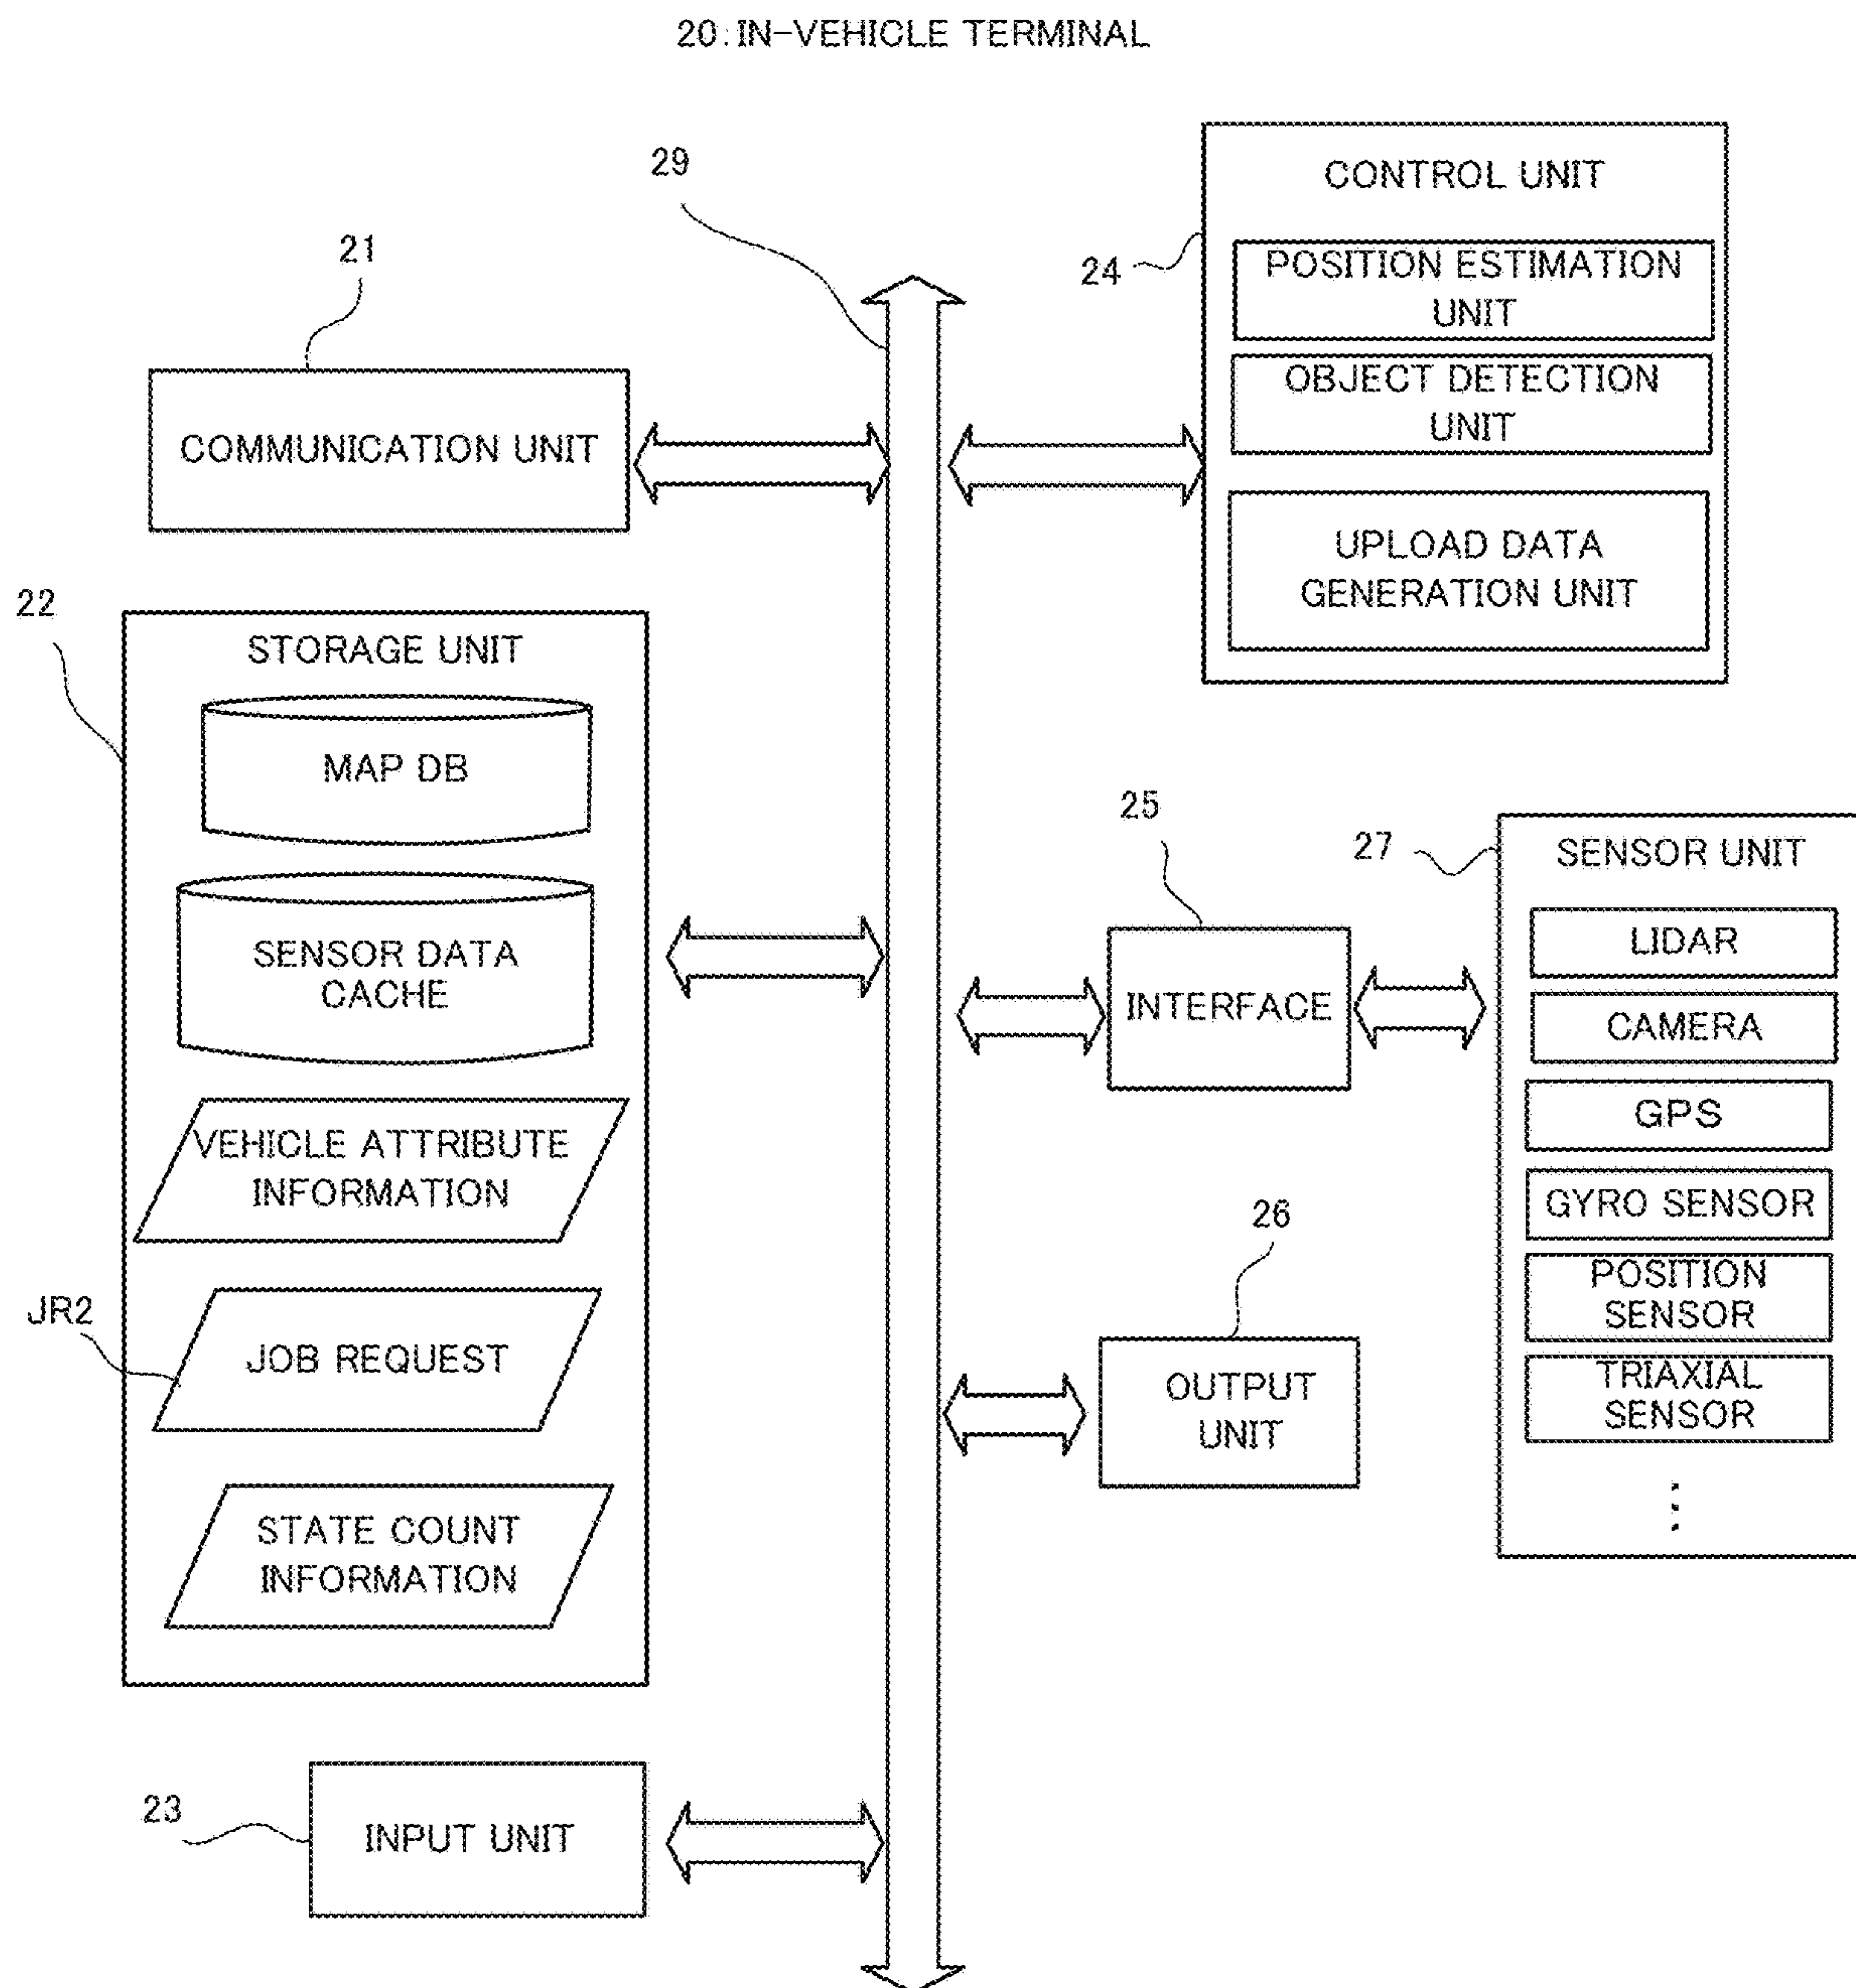 20:IN-VEHICLE TERMINAL
29
21
COMMUNICATION UNIT
24
CONTROL UNIT
POSITION ESTIMATION
UNIT
OBJECT DETECTION
UNIT
UPLOAD DATA
GENERATION UNIT
22
STORAGE UNIT
MAP DB
SENSOR DATA
CACHE
VEHICLE ATTRIBUTE
INFORMATION
JR2
JOB REQUEST
STATE COUNT
INFORMATION
25
INTERFACE
27
SENSOR UNIT
LIDAR
CAMERA
GPS
GYRO SENSOR
POSITION
SENSOR
TRIAXIAL
SENSOR
26
OUTPUT
UNIT
23
INPUT UNIT